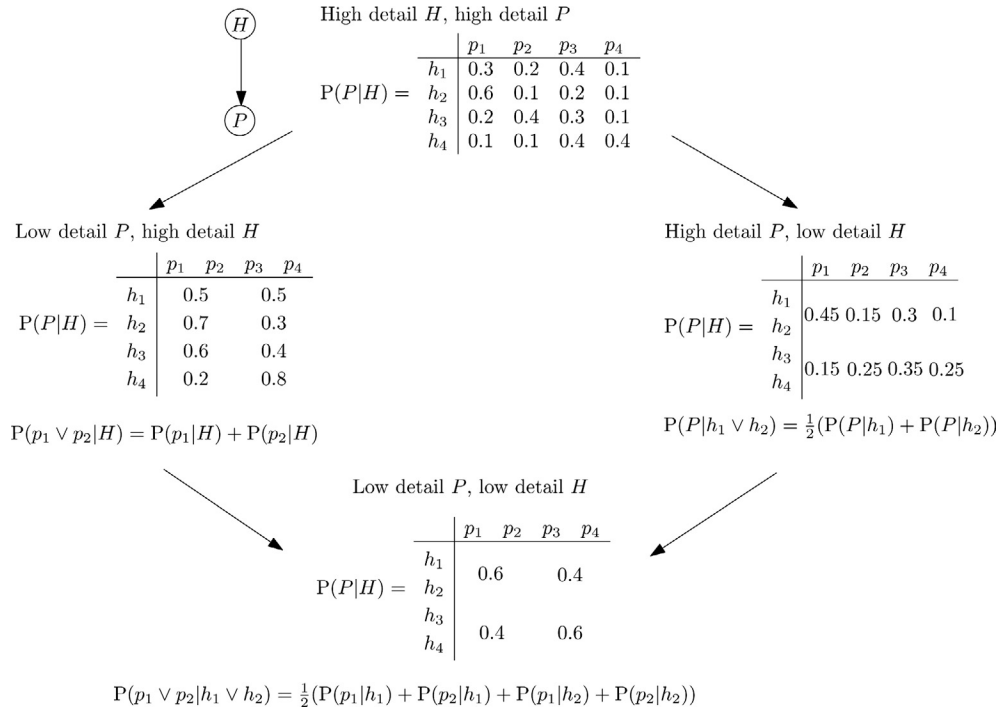 H
P
High detail H, high detail P
p₁ p₂ p₃ p₄
h₁ 0.3 0.2 0.4 0.1
P(P|H) = h₂ 0.6 0.1 0.2 0.1
h₃ 0.2 0.4 0.3 0.1
h₄ 0.1 0.1 0.4 0.4
Low detail P, high detail H
p₁ p₂ p₃ p₄
h₁ 0.5 0.5
P(P|H) = h₂ 0.7 0.3
h₃ 0.6 0.4
h₄ 0.2 0.8
P(p₁ ∨ p₂|H) = P(p₁|H) + P(p₂|H)
High detail P, low detail H
p₁ p₂ p₃ p₄
h₁
0.45 0.15 0.3 0.1
P(P|H) = h₂
h₃
0.15 0.25 0.35 0.25
h₄
P(P|h₁ ∨ h₂) = ½(P(P|h₁) + P(P|h₂))
Low detail P, low detail H
p₁ p₂ p₃ p₄
h₁
0.6 0.4
P(P|H) = h₂
h₃
0.4 0.6
h₄
P(p₁ ∨ p₂|h₁ ∨ h₂) = ½(P(p₁|h₁) + P(p₂|h₁) + P(p₁|h₂) + P(p₂|h₂))